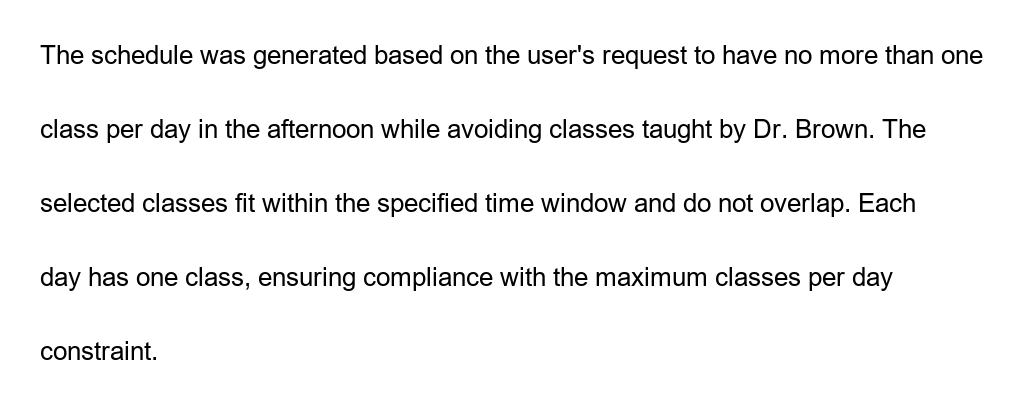 The schedule was generated based on the user's request to have no more than one
class per day in the afternoon while avoiding classes taught by Dr. Brown. The
selected classes fit within the specified time window and do not overlap. Each
day has one class, ensuring compliance with the maximum classes per day
constraint.